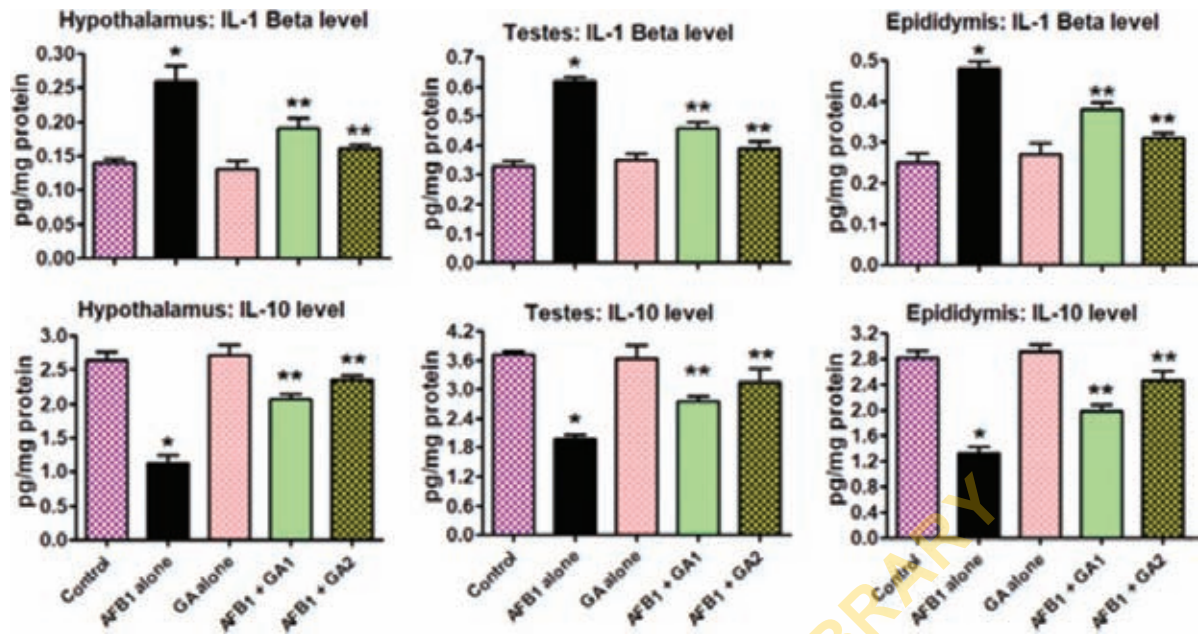 Hypothalamus: IL-1 Beta level
pg/mg protein
0.30
0.25
0.20
0.15
0.10
0.05
0.00
*
**
**
Testes: IL-1 Beta level
pg/mg protein
0.7
0.6
0.5
0.4
0.3
0.2
0.1
0.0
*
**
**
Epididymis: IL-1 Beta level
pg/mg protein
0.5
0.4
0.3
0.2
0.1
0.0
*
**
**
Hypothalamus: IL-10 level
pg/mg protein
3.0
2.5
2.0
1.5
1.0
0.5
0.0
*
**
**
Control
AFB1 alone
GA alone
AFB1 + GA1
AFB1 + GA2
Testes: IL-10 level
pg/mg protein
4.2
3.6
3.0
2.4
1.8
1.2
0.6
0.0
*
**
**
Control
AFB1 alone
GA alone
AFB1 + GA1
AFB1 + GA2
Epididymis: IL-10 level
pg/mg protein
3.2
2.8
2.4
2.0
1.6
1.2
0.8
0.4
0.0
*
**
**
Control
AFB1 alone
GA alone
AFB1 + GA1
AFB1 + GA2
BRARY